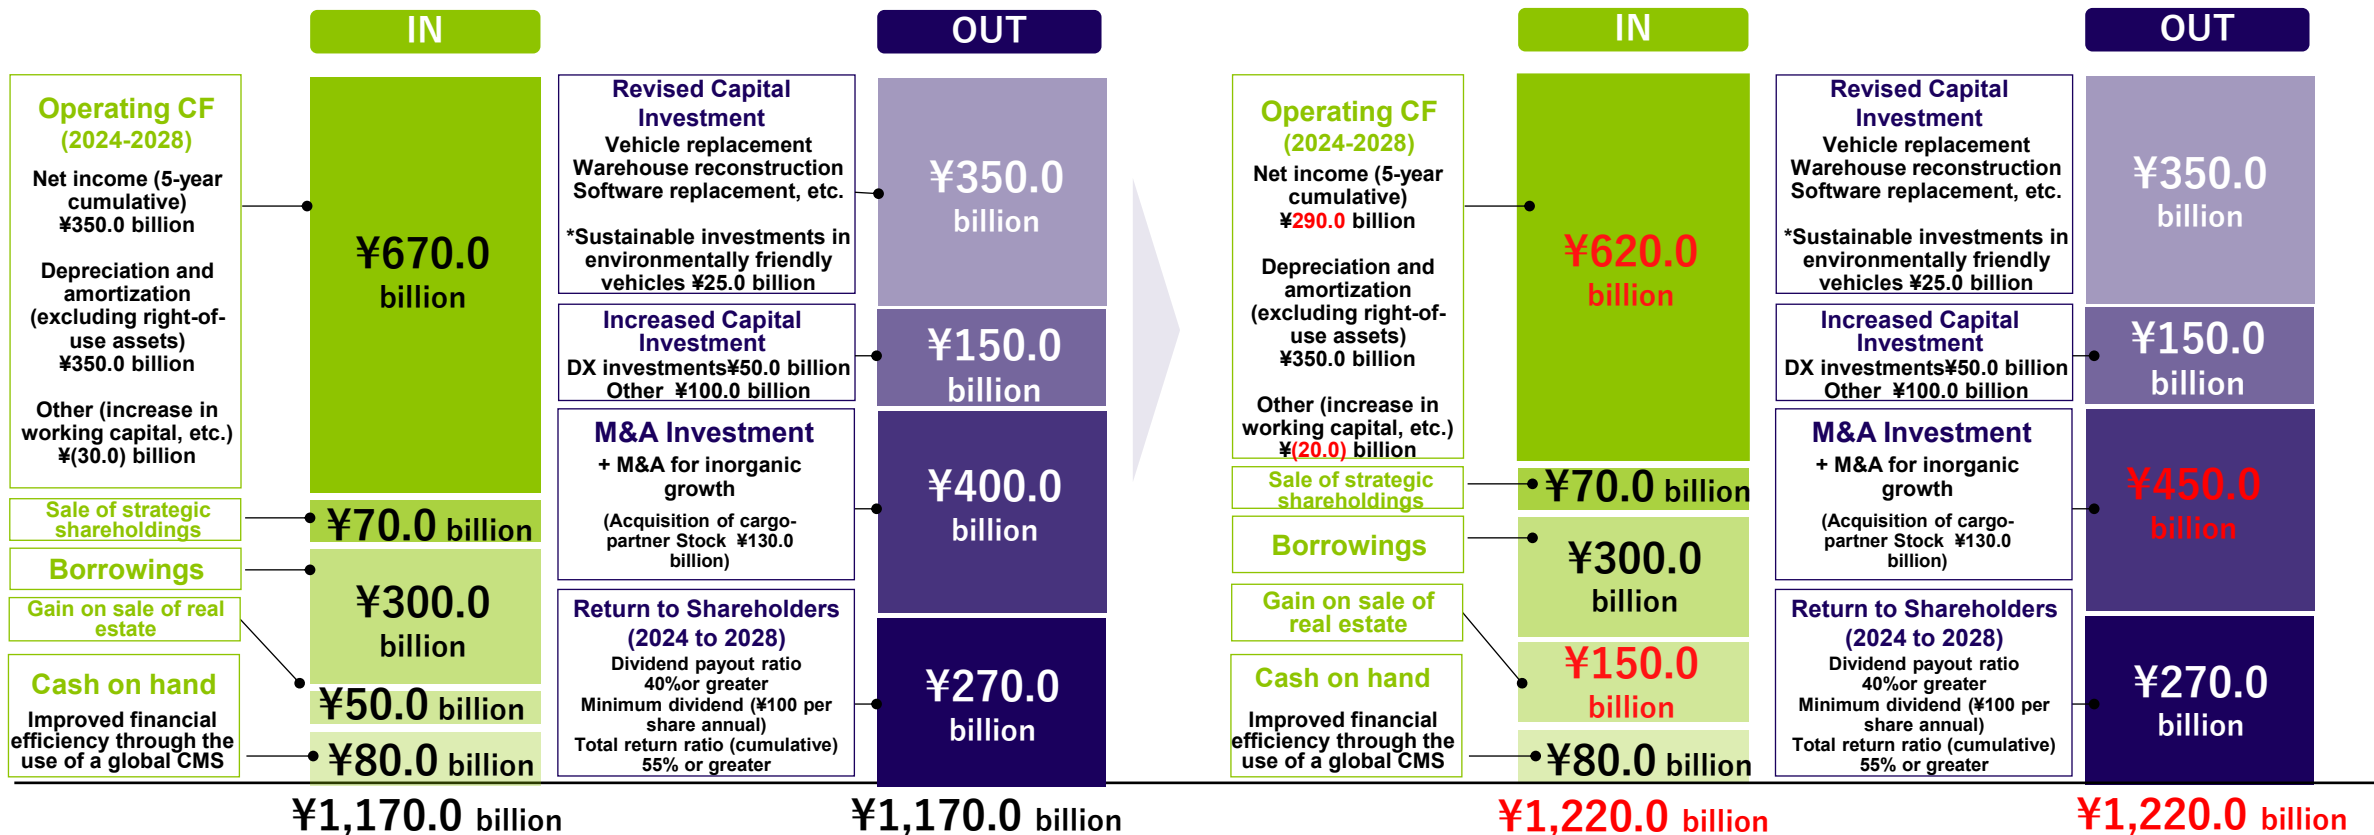 IN
OUT
Operating CF
(2024-2028)
Net income (5-year
cumulative)
¥350.0 billion
Depreciation and
amortization
(excluding right-of-
use assets)
¥350.0 billion
Other (increase in
working capital, etc.)
¥(30.0) billion
Sale of strategic
shareholdings
Borrowings
Gain on sale of real
estate
Cash on hand
Improved financial
efficiency through the
use of a global CMS
¥670.0
billion
¥70.0 billion
¥300.0
billion
¥50.0 billion
¥80.0 billion
¥1,170.0 billion
Revised Capital
Investment
Vehicle replacement
Warehouse reconstruction
Software replacement, etc.
*Sustainable investments in
environmentally friendly
vehicles ¥25.0 billion
Increased Capital
Investment
DX investments¥50.0 billion
Other ¥100.0 billion
M&A Investment
+ M&A for inorganic
growth
(Acquisition of cargo-
partner Stock ¥130.0
billion)
Return to Shareholders
(2024 to 2028)
Dividend payout ratio
40%or greater
Minimum dividend (¥100 per
share annual)
Total return ratio (cumulative)
55% or greater
¥350.0
billion
¥150.0
billion
¥400.0
billion
¥270.0
billion
¥1,170.0 billion
IN
OUT
Operating CF
(2024-2028)
Net income (5-year
cumulative)
¥290.0 billion
Depreciation and
amortization
(excluding right-of-
use assets)
¥350.0 billion
Other (increase in
working capital, etc.)
¥(20.0) billion
Sale of strategic
shareholdings
Borrowings
Gain on sale of
real estate
Cash on hand
Improved financial
efficiency through the
use of a global CMS
¥620.0
billion
¥70.0 billion
¥300.0
billion
¥150.0
billion
¥80.0 billion
¥1,220.0 billion
Revised Capital
Investment
Vehicle replacement
Warehouse reconstruction
Software replacement, etc.
*Sustainable investments in
environmentally friendly
vehicles ¥25.0 billion
Increased Capital
Investment
DX investments¥50.0 billion
Other ¥100.0 billion
M&A Investment
+ M&A for inorganic
growth
(Acquisition of cargo-
partner Stock ¥130.0
billion)
Return to Shareholders
(2024 to 2028)
Dividend payout ratio
40%or greater
Minimum dividend (¥100 per
share annual)
Total return ratio (cumulative)
55% or greater
¥350.0
billion
¥150.0
billion
¥450.0
billion
¥270.0
billion
¥1,220.0 billion